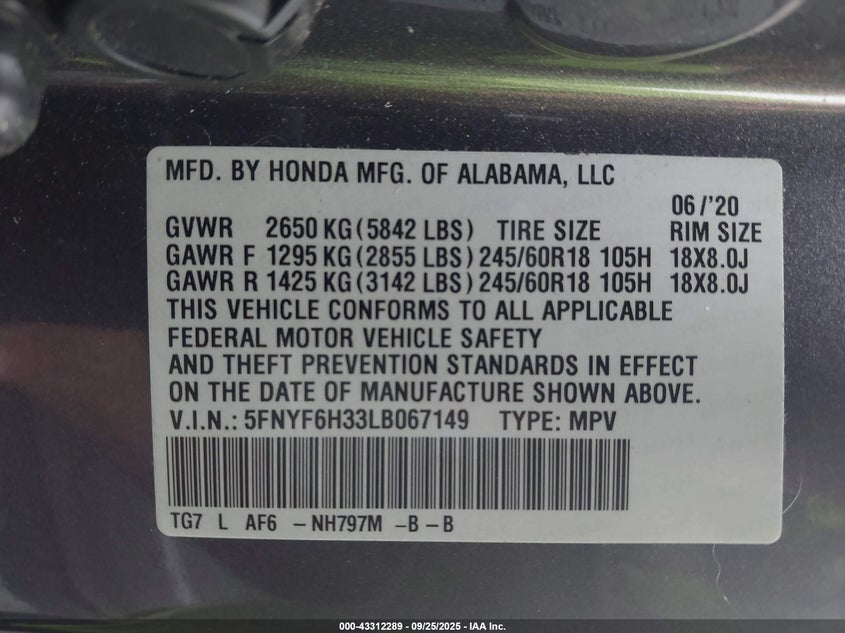 MFD. BY HONDA MFG. OF ALABAMA, LLC
06/'20
GVWR 2650 KG (5842 LBS) TIRE SIZE RIM SIZE
GAWR F 1295 KG (2855 LBS) 245/60R18 105H 18X8.0J
GAWR R 1425 KG (3142 LBS) 245/60R18 105H 18X8.0J
THIS VEHICLE CONFORMS TO ALL APPLICABLE
FEDERAL MOTOR VEHICLE SAFETY
AND THEFT PREVENTION STANDARDS IN EFFECT
ON THE DATE OF MANUFACTURE SHOWN ABOVE.
V.I.N.: 5FNYF6H33LB067149 TYPE: MPV
TG7 L AF6 – NH797M –B –B
000-43312289 - 09/25/2025 - IAA Inc.